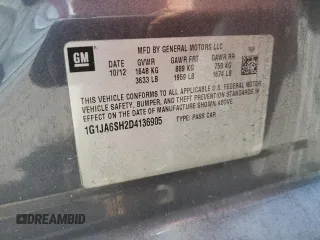 GM
MFD BY GENERAL MOTORS LLC
DATE GVWR GAWR FRT GAWR RR
10/12 1648 KG 889 KG 759 KG
3633 LB 1959 LB 1674 LB
THIS VEHICLE CONFORMS TO ALL APPLICABLE U.S. FEDERAL MOTOR
VEHICLE SAFETY, BUMPER, AND THEFT PREVENTION STANDARDS IN
EFFECT ON THE DATE OF MANUFACTURE SHOWN ABOVE.
1G1JA6SH2D4136905 TYPE: PASS CAR
DREAMBID